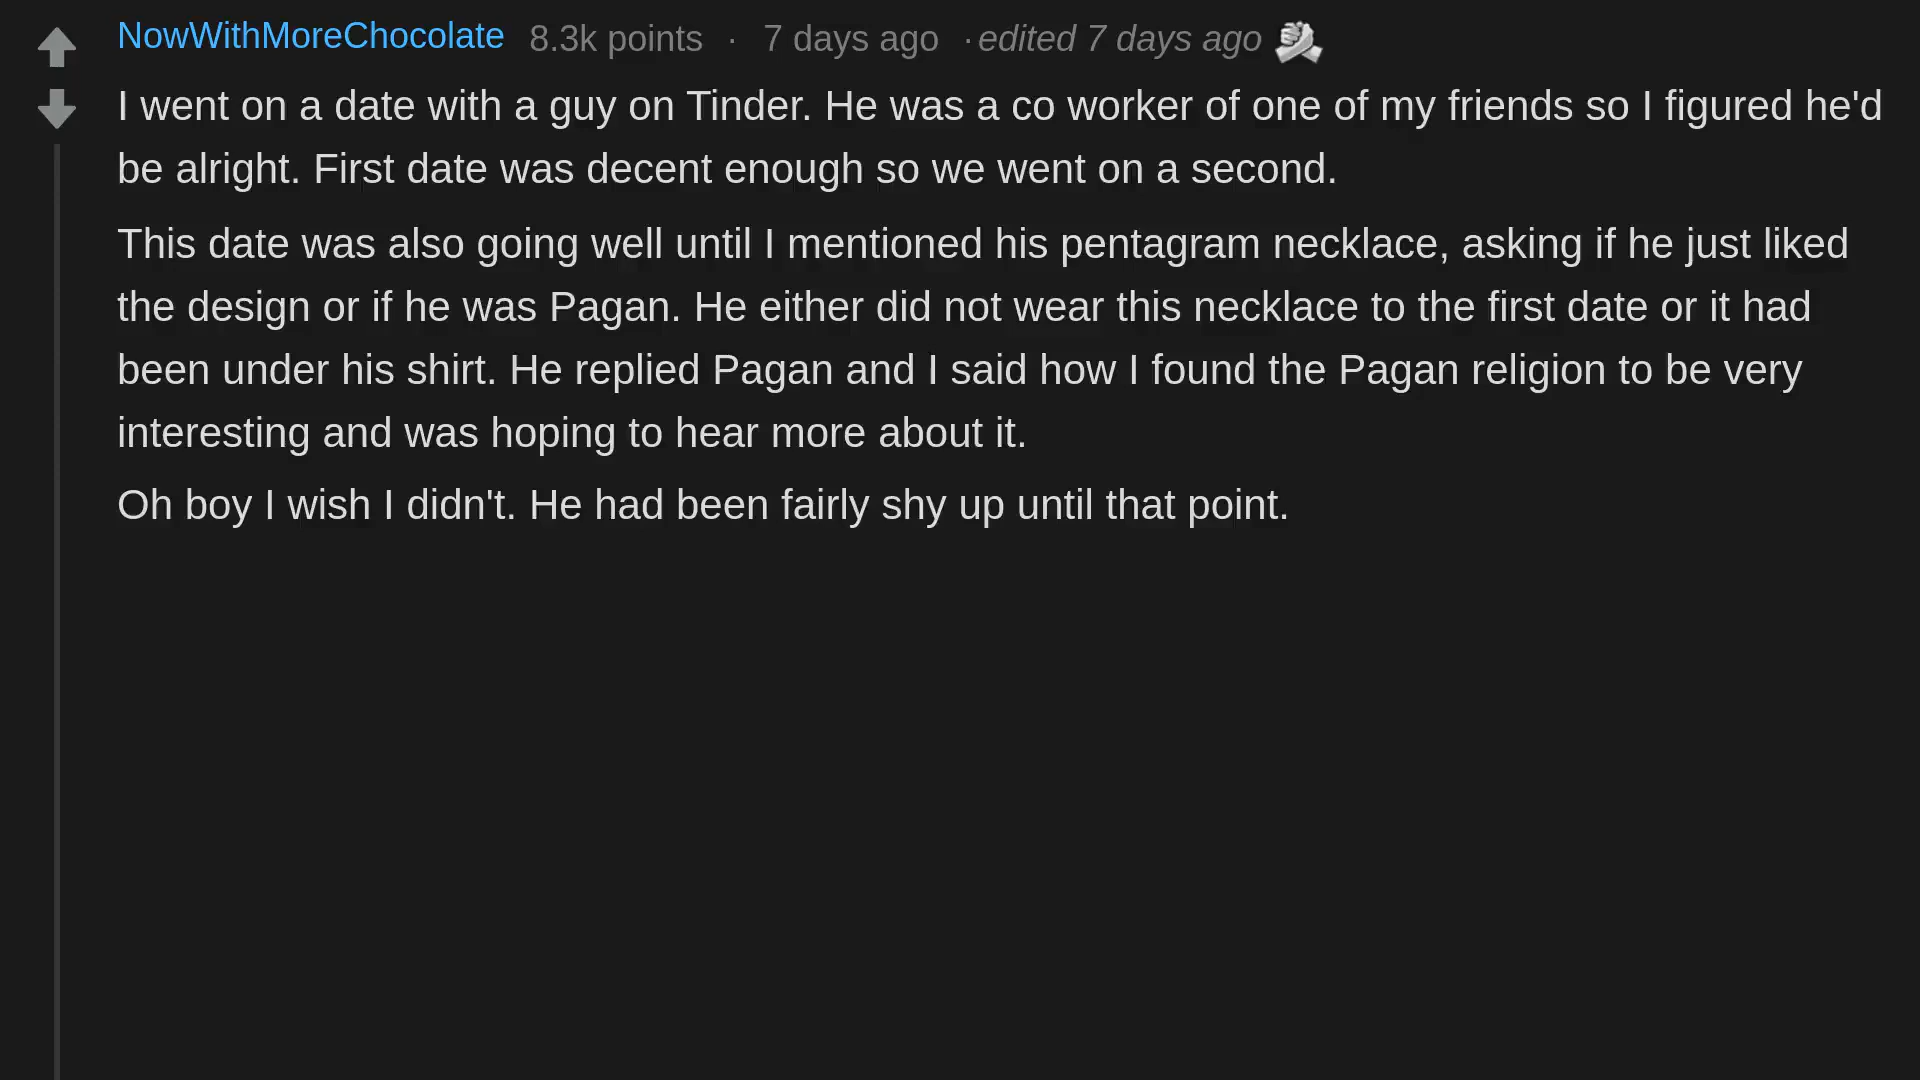 NowWithMoreChocolate 8.3k points · 7 days ago · edited 7 days ago
I went on a date with a guy on Tinder. He was a co worker of one of my friends so I figured he'd
be alright. First date was decent enough so we went on a second.
This date was also going well until I mentioned his pentagram necklace, asking if he just liked
the design or if he was Pagan. He either did not wear this necklace to the first date or it had
been under his shirt. He replied Pagan and I said how I found the Pagan religion to be very
interesting and was hoping to hear more about it.
Oh boy I wish I didn't. He had been fairly shy up until that point.